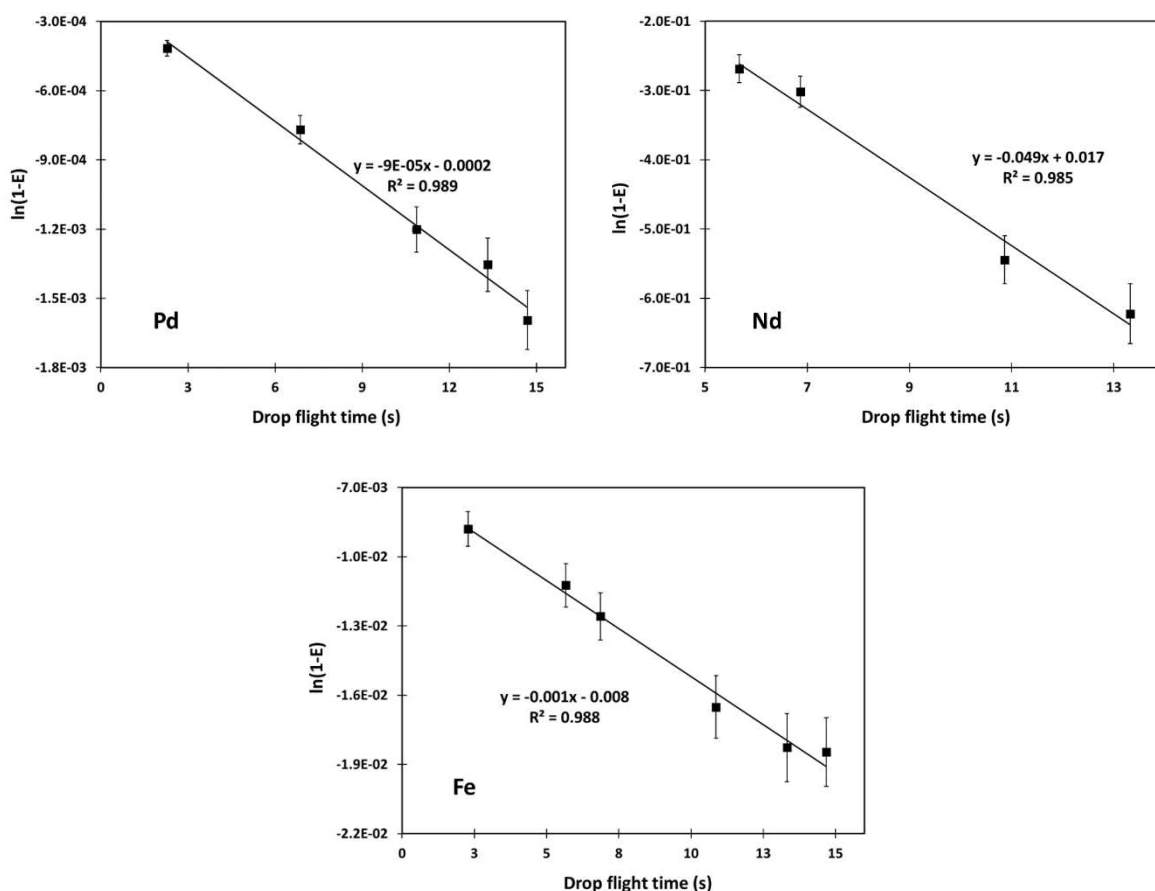 -3.0E-04
-6.0E-04
-9.0E-04
-1.2E-03
-1.5E-03
-1.8E-03
ln(1-E)
y = -9E-05x - 0.0002
R² = 0.989
Pd
0 3 6 9 12 15
Drop flight time (s)
-2.0E-01
-3.0E-01
-4.0E-01
-5.0E-01
-6.0E-01
-7.0E-01
ln(1-E)
y = -0.049x + 0.017
R² = 0.985
Nd
5 7 9 11 13
Drop flight time (s)
-7.0E-03
-1.0E-02
-1.3E-02
-1.6E-02
-1.9E-02
-2.2E-02
ln(1-E)
y = -0.001x - 0.008
R² = 0.988
Fe
0 3 5 8 10 13 15
Drop flight time (s)